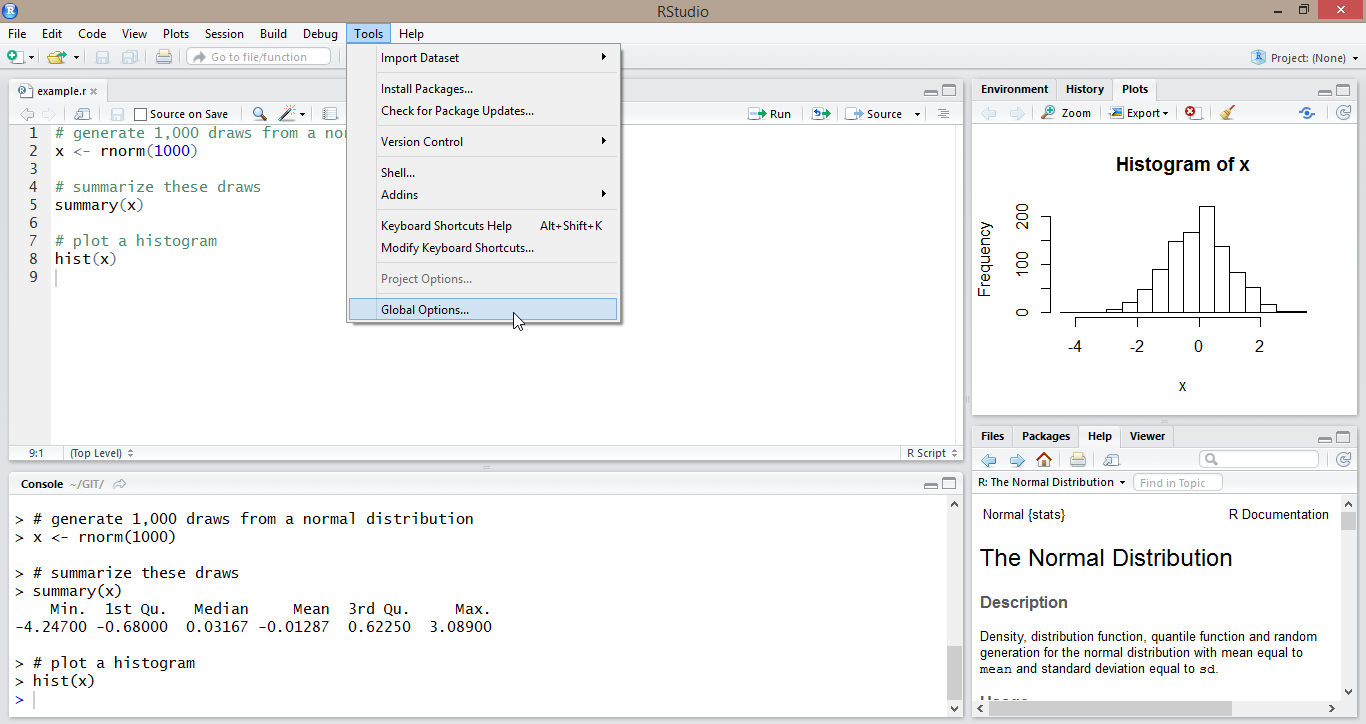 RStudio
File Edit Code View Plots Session Build Debug Tools Help
Go to file/function
Project: (None)
Import Dataset
Install Packages...
Check for Package Updates...
Version Control
Shell...
Addins
Keyboard Shortcuts Help Alt+Shift+K
Modify Keyboard Shortcuts...
Project Options...
Global Options...
example.r
Source on Save
Run
Source
1 # generate 1,000 draws from a nor
2 x <- rnorm(1000)
3
4 # summarize these draws
5 summary(x)
6
7 # plot a histogram
8 hist(x)
9
9:1 (Top Level) R Script
Console ~/GIT/
> # generate 1,000 draws from a normal distribution
> x <- rnorm(1000)
> # summarize these draws
> summary(x)
Min. 1st Qu. Median Mean 3rd Qu. Max.
-4.24700 -0.68000 0.03167 -0.01287 0.62250 3.08900
> # plot a histogram
> hist(x)
>
Environment History Plots
Zoom Export
Histogram of x
Frequency
200
100
0
-4 -2 0 2
x
Files Packages Help Viewer
R: The Normal Distribution Find in Topic
Normal {stats} R Documentation
The Normal Distribution
Description
Density, distribution function, quantile function and random
generation for the normal distribution with mean equal to
mean and standard deviation equal to sd.